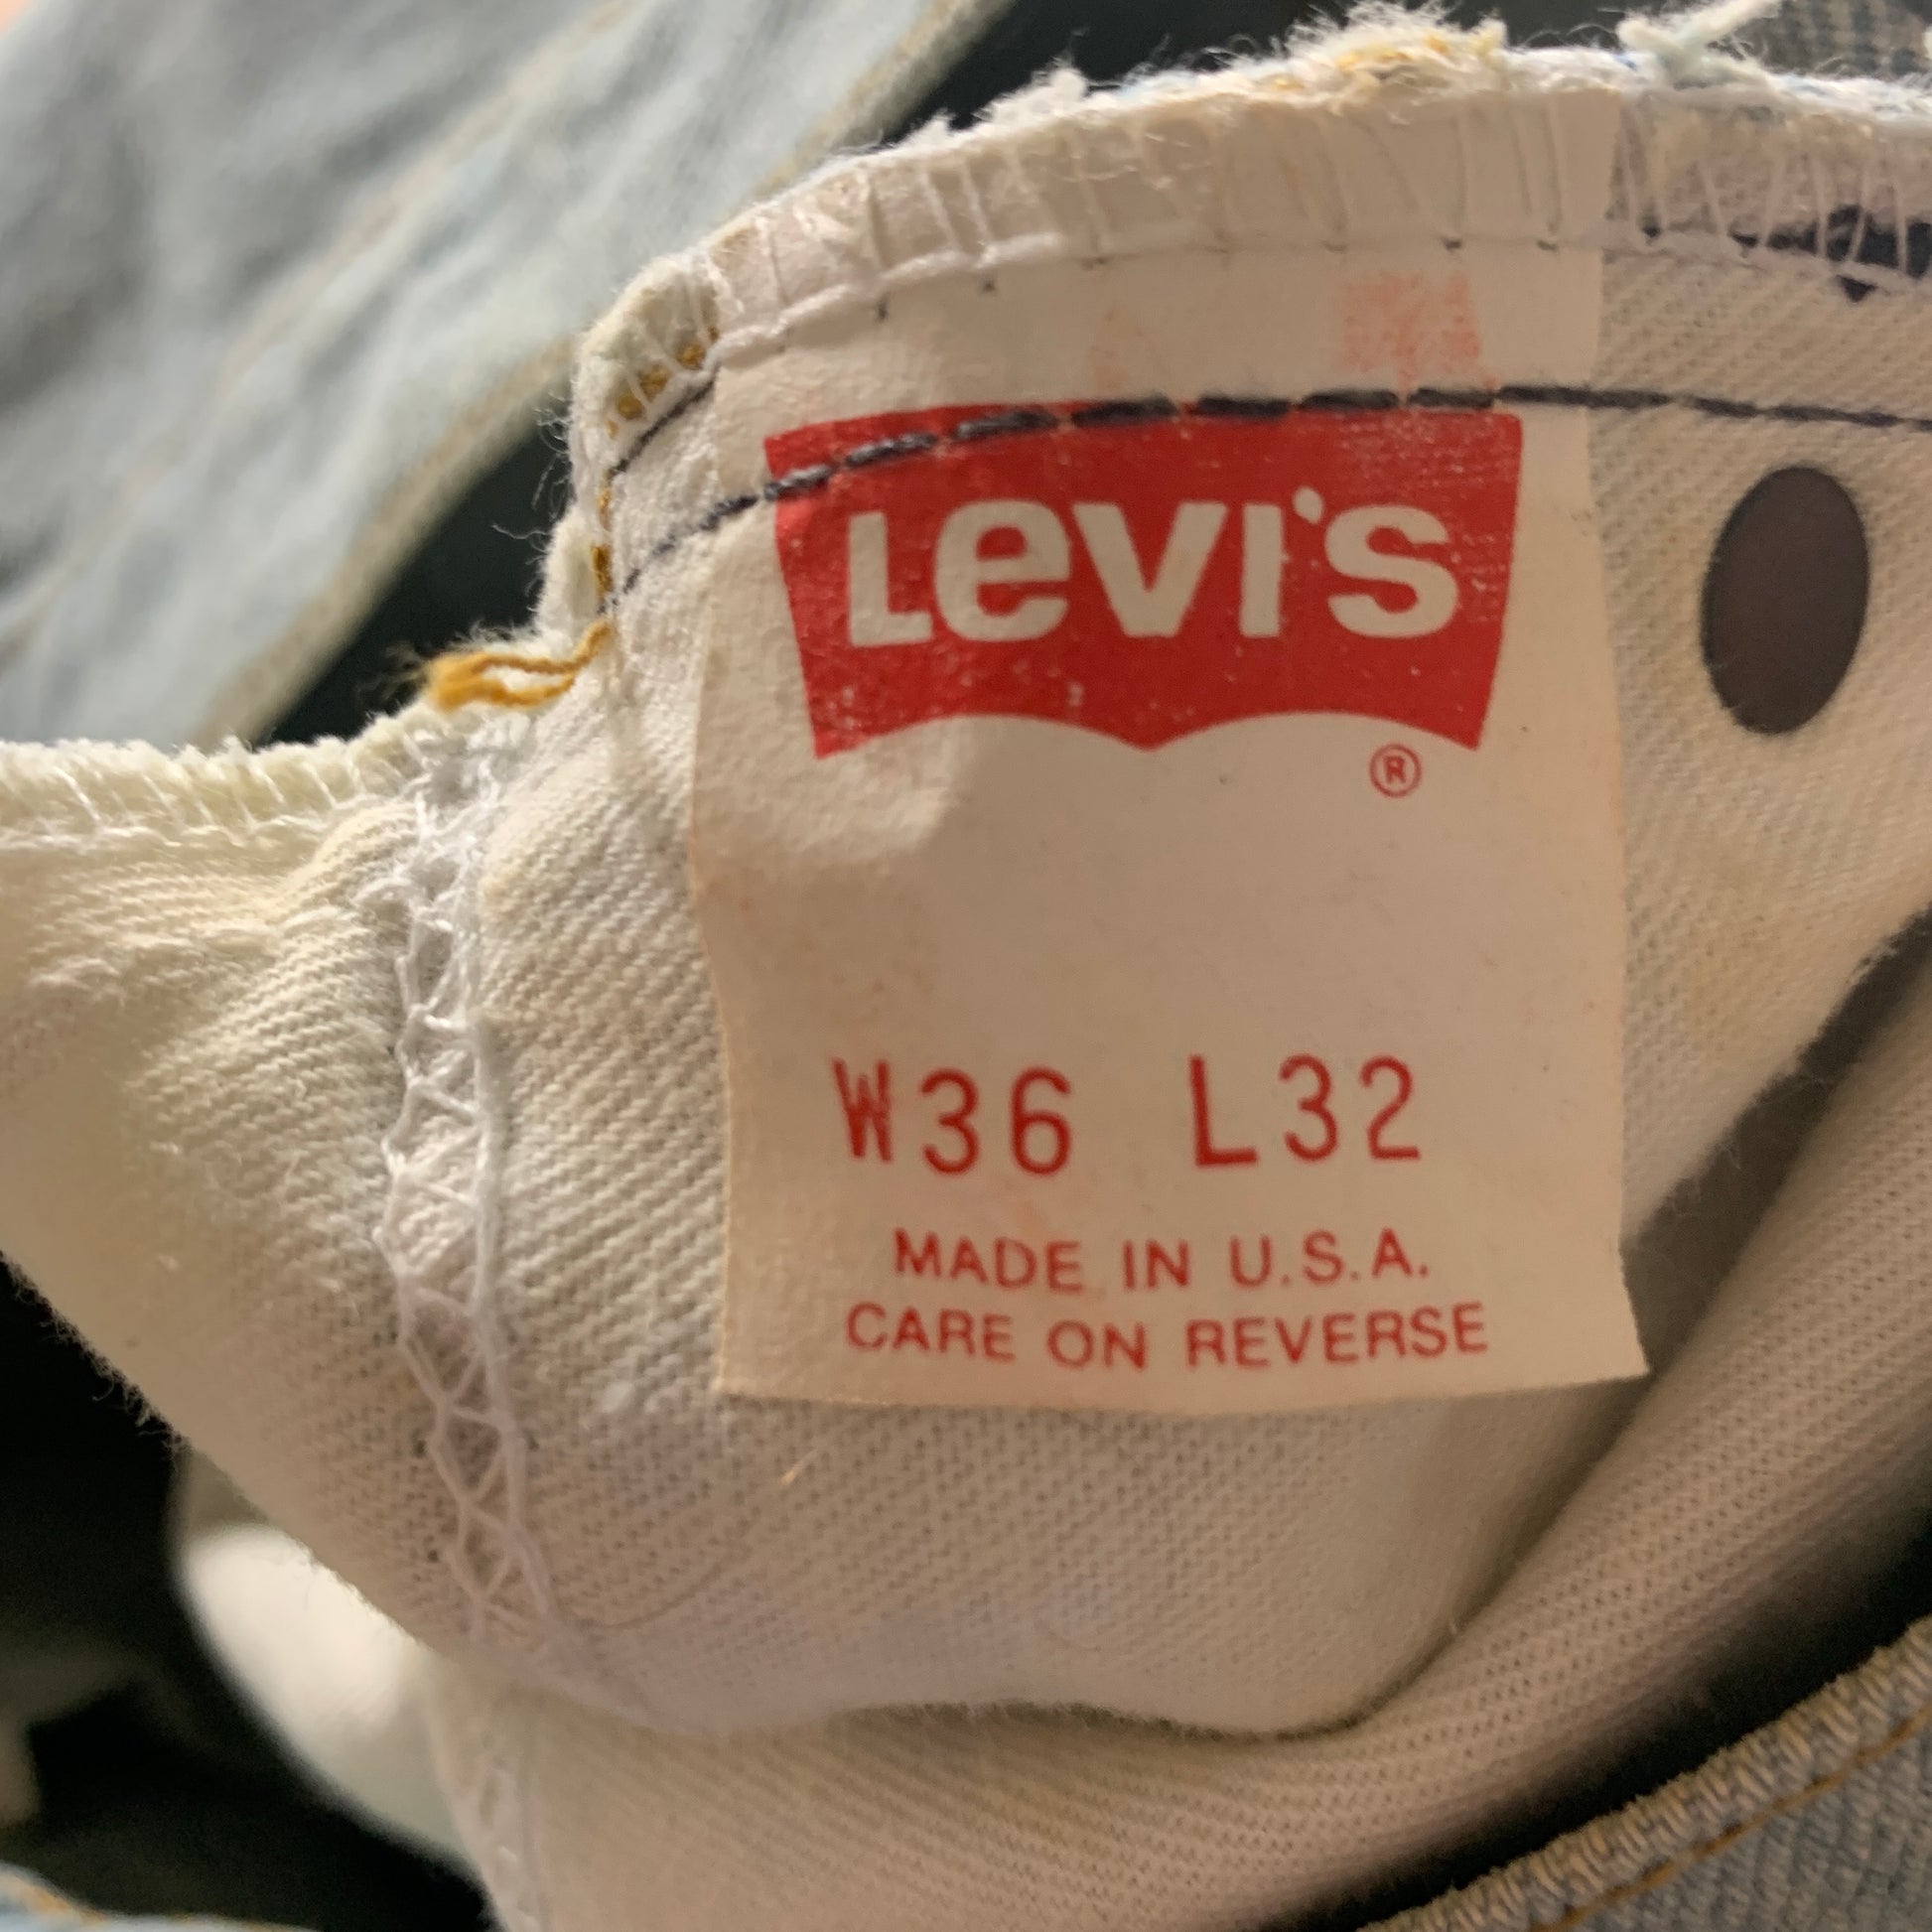 Levi's
®
W36 L32
MADE IN U.S.A.
CARE ON REVERSE